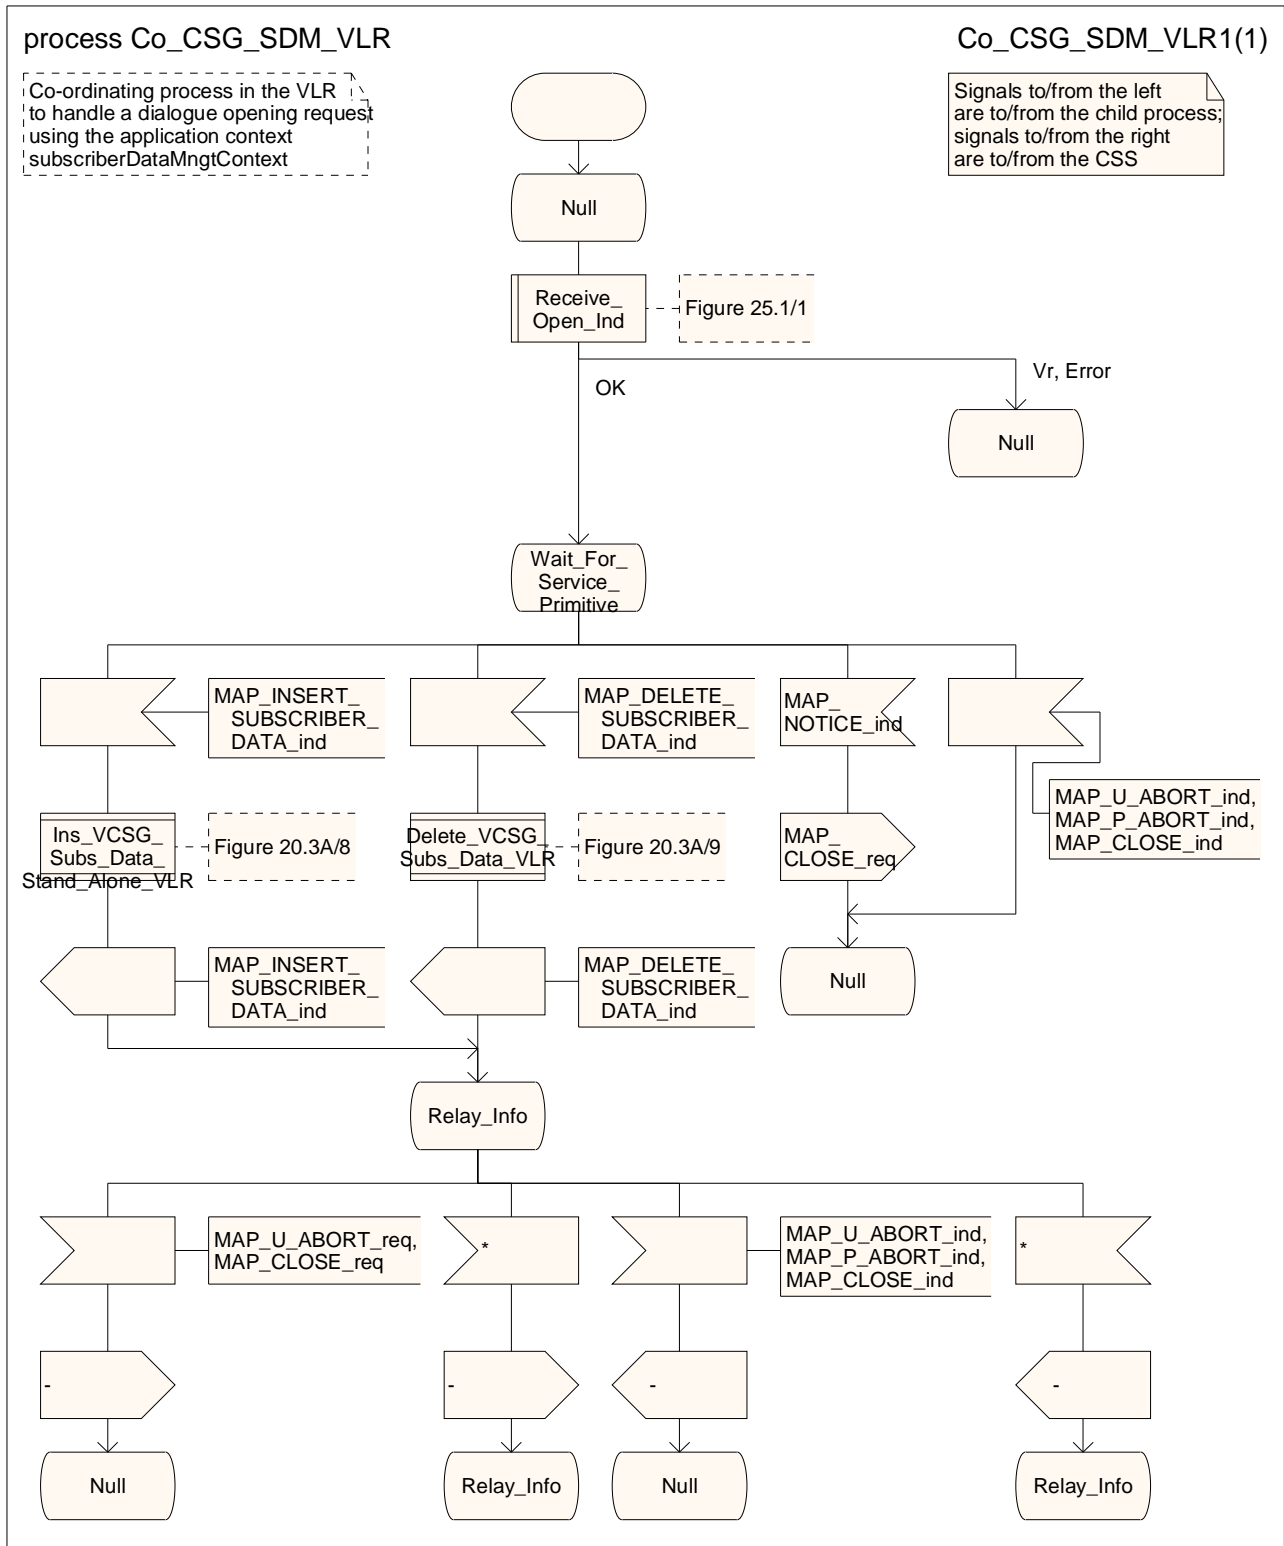 process Co_CSG_SDM_VLR
Co_CSG_SDM_VLR1(1)
Co-ordinating process in the VLR
to handle a dialogue opening request
using the application context
subscriberDataMngtContext
Signals to/from the left
are to/from the child process;
signals to/from the right
are to/from the CSS
Null
Receive_
Open_Ind
Figure 25.1/1
OK
Vr, Error
Null
Wait_For_
Service_
Primitive
MAP_INSERT_
SUBSCRIBER_
DATA_ind
MAP_DELETE_
SUBSCRIBER_
DATA_ind
MAP_
NOTICE_ind
MAP_U_ABORT_ind,
MAP_P_ABORT_ind,
MAP_CLOSE_ind
Ins_VCSG_
Subs_Data_
Stand_Alone_VLR
Figure 20.3A/8
Delete_VCSG_
Subs_Data_VLR
Figure 20.3A/9
MAP_
CLOSE_req
MAP_INSERT_
SUBSCRIBER_
DATA_ind
MAP_DELETE_
SUBSCRIBER_
DATA_ind
Null
Relay_Info
MAP_U_ABORT_req,
MAP_CLOSE_req
*
MAP_U_ABORT_ind,
MAP_P_ABORT_ind,
MAP_CLOSE_ind
*
-
-
-
-
Null
Relay_Info
Null
Relay_Info